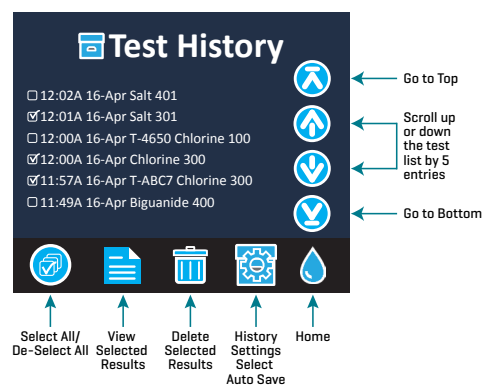 Test History
12:02A 16-Apr Salt 401
12:01A 16-Apr Salt 301
12:00A 16-Apr T-4650 Chlorine 100
12:00A 16-Apr Chlorine 300
11:57A 16-Apr T-ABC7 Chlorine 300
11:49A 16-Apr Biguanide 400
Go to Top
Scroll up
or down
the test
list by 5
entries
Go to Bottom
Select All/
De-Select All
View
Selected
Results
Delete
Selected
Results
History
Settings
Select
Auto Save
Home